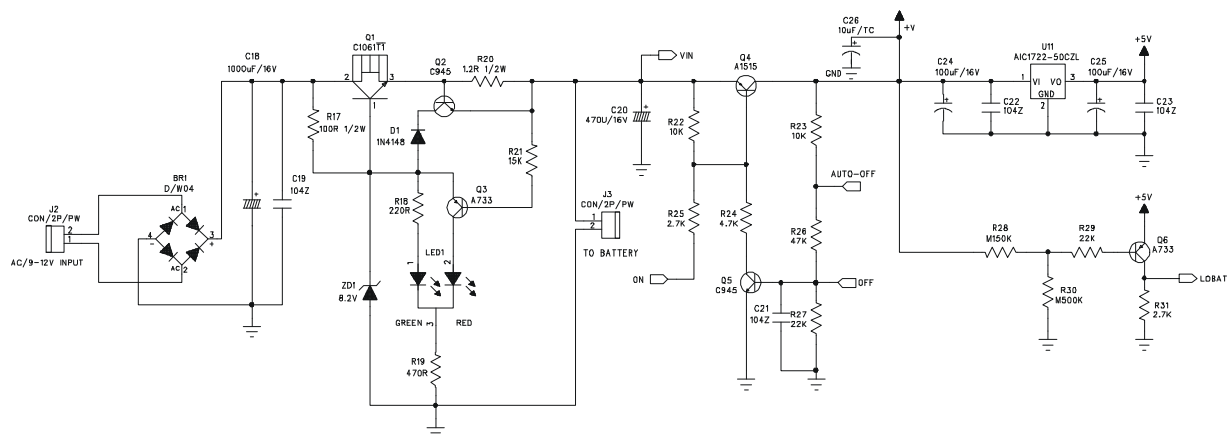 J2
CON/2P/PW
2
1
AC/9-12V INPUT
BR1
D/W04
AC
1
4
-
3
+
AC
2
C18
1000uF/16V
+
C19
104Z
Q1
C1061T1
2
3
1
R17
100R 1/2W
Q2
C945
R20
1.2R 1/2W
D1
1N4148
R21
15K
R18
220R
Q3
A733
LED1
1
2
GREEN
3
RED
ZD1
8.2V
R19
470R
J3
CON/2P/PW
1
2
TO BATTERY
VIN
C20
470U/16V
+
R22
10K
R25
2.7K
ON
Q4
A1515
R24
4.7K
Q5
C945
C21
104Z
R23
10K
AUTO-OFF
R26
47K
OFF
R27
22K
C26
10uF/TC
+
+V
GND
C24
100uF/16V
+
C22
104Z
U11
AIC1722-50CZL
1
VI
VO
3
GND
2
C25
100uF/16V
+
+5V
C23
104Z
R28
M150K
R29
22K
R30
M500K
+5V
Q6
A733
LOBAT
R31
2.7K